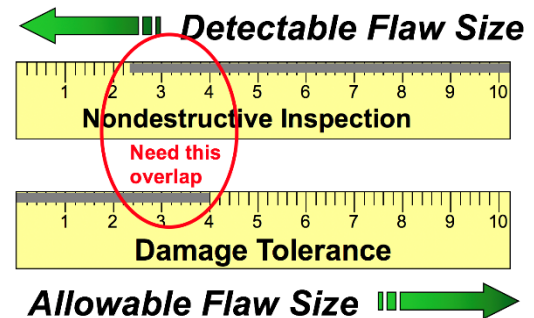 Detectable Flaw Size
1 2 3 4 5 6 7 8 9 10
Nondestructive Inspection
Need this
overlap
1 2 3 4 5 6 7 8 9 10
Damage Tolerance
Allowable Flaw Size